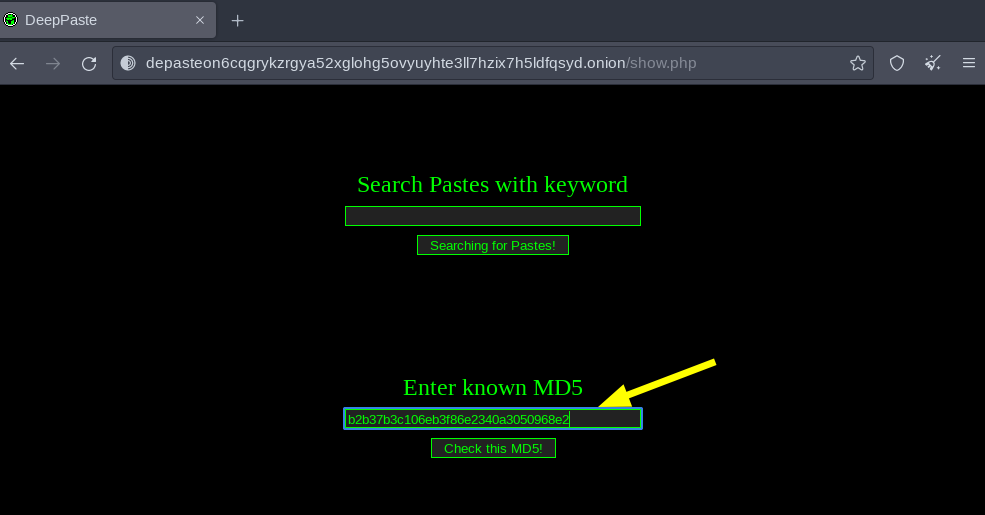 DeepPaste
depasteon6cqgrykzrgya52xglohg5ovyuyhte3ll7hzix7h5ldfqsyd.onion/show.php
Search Pastes with keyword
Searching for Pastes!
Enter known MD5
b2b37b3c106eb3f86e2340a3050968e2
Check this MD5!